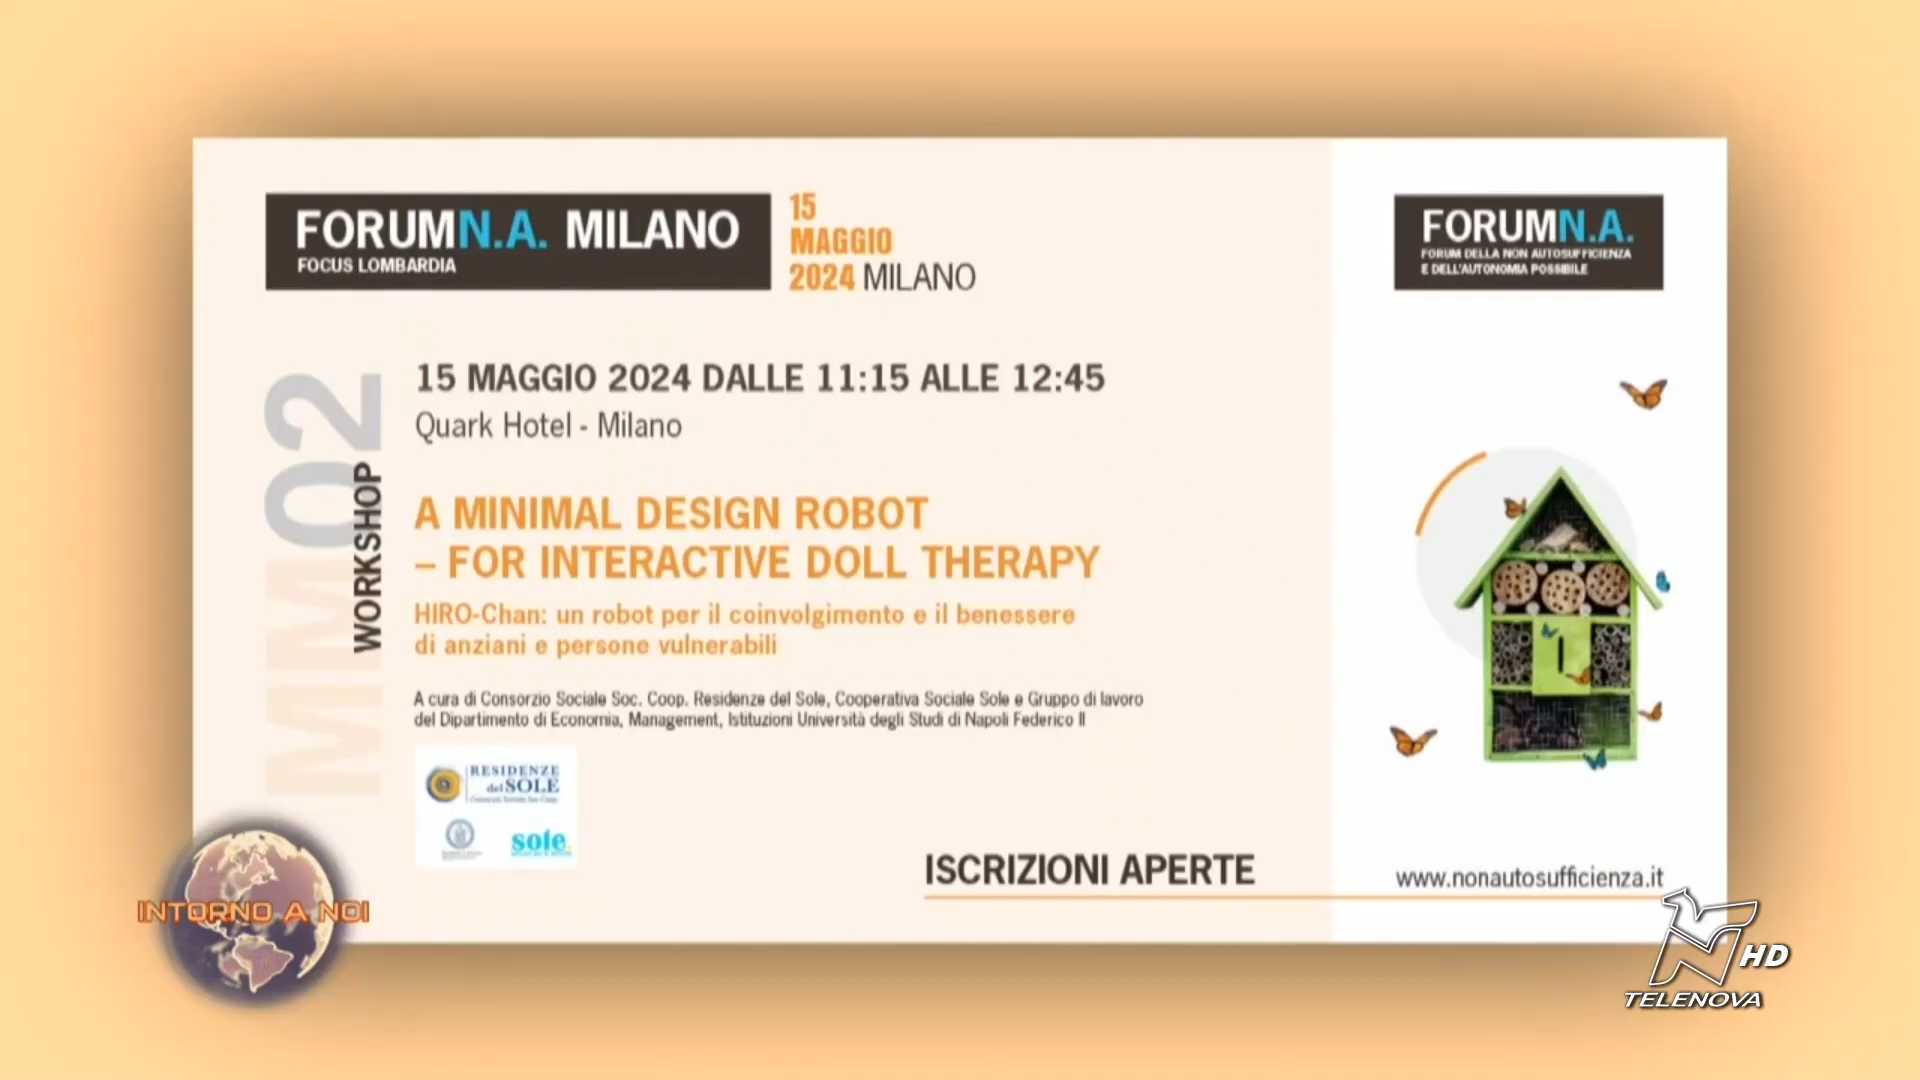 FORUMN.A. MILANO
FOCUS LOMBARDIA
15
MAGGIO
2024 MILANO
FORUMN.A.
FORUM DELLA NON AUTOSUFFICIENZA
E DELL'AUTONOMIA POSSIBILE
MM02
WORKSHOP
15 MAGGIO 2024 DALLE 11:15 ALLE 12:45
Quark Hotel - Milano
A MINIMAL DESIGN ROBOT
– FOR INTERACTIVE DOLL THERAPY
HIRO-Chan: un robot per il coinvolgimento e il benessere
di anziani e persone vulnerabili
A cura di Consorzio Sociale Soc. Coop. Residenze del Sole, Cooperativa Sociale Sole e Gruppo di lavoro
del Dipartimento di Economia, Management, Istituzioni Università degli Studi di Napoli Federico II
RESIDENZE
del SOLE
Consorzio Sociale Soc. Coop.
sole
ISCRIZIONI APERTE
www.nonautosufficienza.it
INTORNO A NOI
HD
TELENOVA